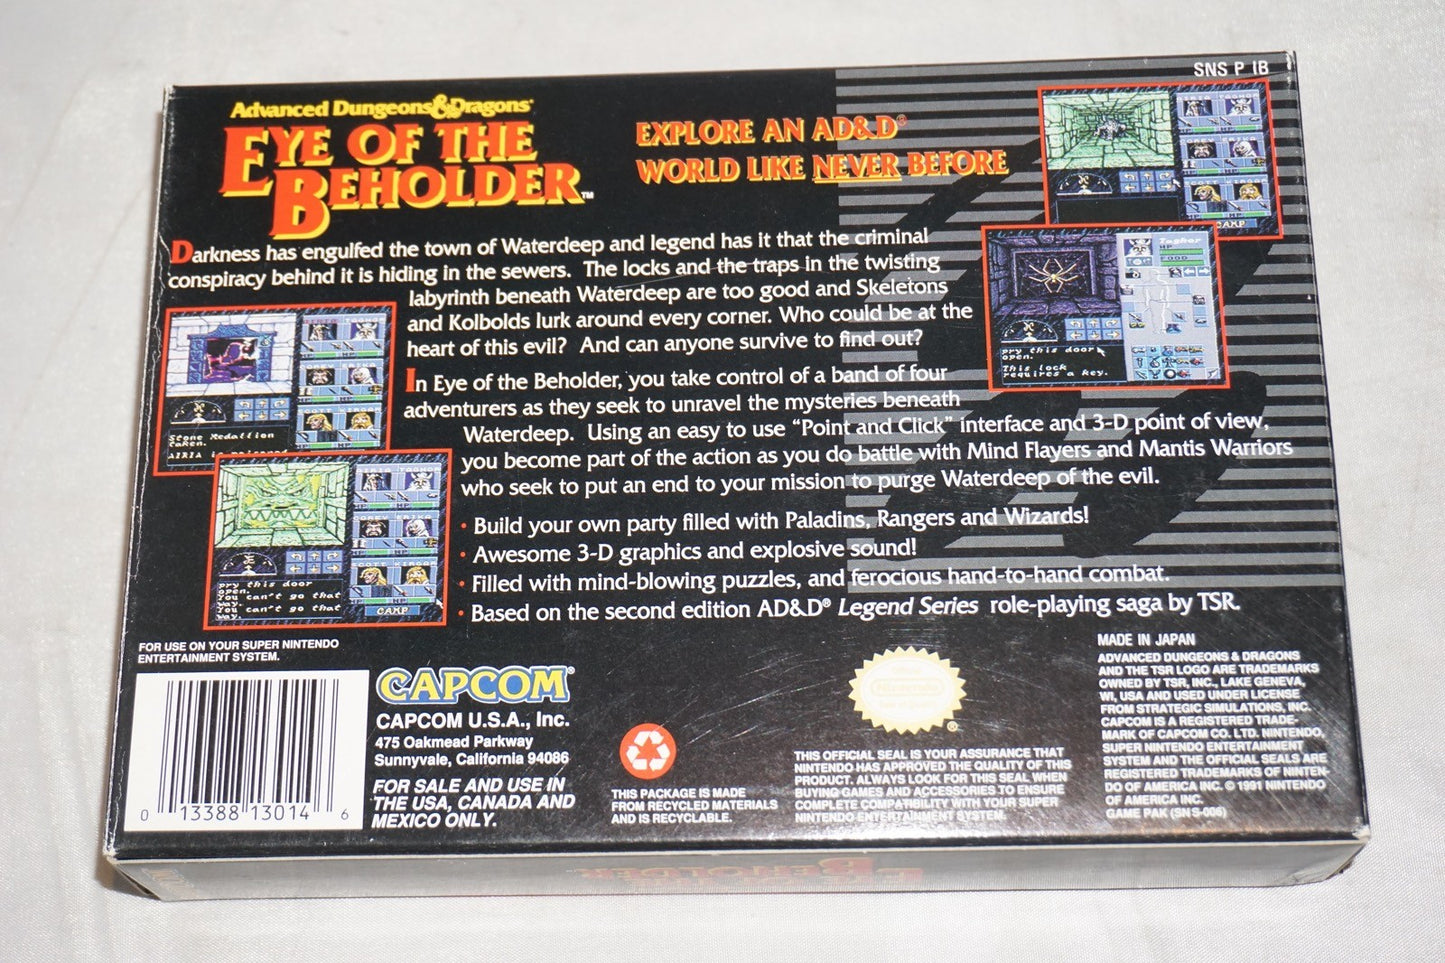 SNS P IB
Advanced Dungeons & Dragons®
EYE OF THE
BEHOLDER™
EXPLORE AN AD&D®
WORLD LIKE NEVER BEFORE
Darkness has engulfed the town of Waterdeep and legend has it that the criminal
conspiracy behind it is hiding in the sewers. The locks and the traps in the twisting
labyrinth beneath Waterdeep are too good and Skeletons
and Kolbolds lurk around every corner. Who could be at the
heart of this evil? And can anyone survive to find out?
In Eye of the Beholder, you take control of a band of four
adventurers as they seek to unravel the mysteries beneath
Waterdeep. Using an easy to use "Point and Click" interface and 3-D point of view,
you become part of the action as you do battle with Mind Flayers and Mantis Warriors
who seek to put an end to your mission to purge Waterdeep of the evil.
• Build your own party filled with Paladins, Rangers and Wizards!
• Awesome 3-D graphics and explosive sound!
• Filled with mind-blowing puzzles, and ferocious hand-to-hand combat.
• Based on the second edition AD&D® Legend Series role-playing saga by TSR.
CAMP
Taghor
HP
FOOD
pry this door
open.
This lock
requires a key.
Stone Medallion
taken.
pry this door
open.
You can't go that
way.
You can't go that
way.
CAMP
FOR USE ON YOUR SUPER NINTENDO
ENTERTAINMENT SYSTEM.
0 13388 13014 6
CAPCOM®
CAPCOM U.S.A., Inc.
475 Oakmead Parkway
Sunnyvale, California 94086
FOR SALE AND USE IN
THE USA, CANADA AND
MEXICO ONLY.
THIS PACKAGE IS MADE
FROM RECYCLED MATERIALS
AND IS RECYCLABLE.
Nintendo
®
THIS OFFICIAL SEAL IS YOUR ASSURANCE THAT
NINTENDO HAS APPROVED THE QUALITY OF THIS
PRODUCT. ALWAYS LOOK FOR THIS SEAL WHEN
BUYING GAMES AND ACCESSORIES TO ENSURE
COMPLETE COMPATIBILITY WITH YOUR SUPER
NINTENDO ENTERTAINMENT SYSTEM.
MADE IN JAPAN
ADVANCED DUNGEONS & DRAGONS
AND THE TSR LOGO ARE TRADEMARKS
OWNED BY TSR, INC., LAKE GENEVA,
WI, USA AND USED UNDER LICENSE
FROM STRATEGIC SIMULATIONS, INC.
CAPCOM IS A REGISTERED TRADE-
MARK OF CAPCOM CO. LTD. NINTENDO,
SUPER NINTENDO ENTERTAINMENT
SYSTEM AND THE OFFICIAL SEALS ARE
REGISTERED TRADEMARKS OF NINTEN-
DO OF AMERICA INC. © 1991 NINTENDO
OF AMERICA INC.
GAME PAK (SNS-006)
EYE OF THE
BEHOLDER